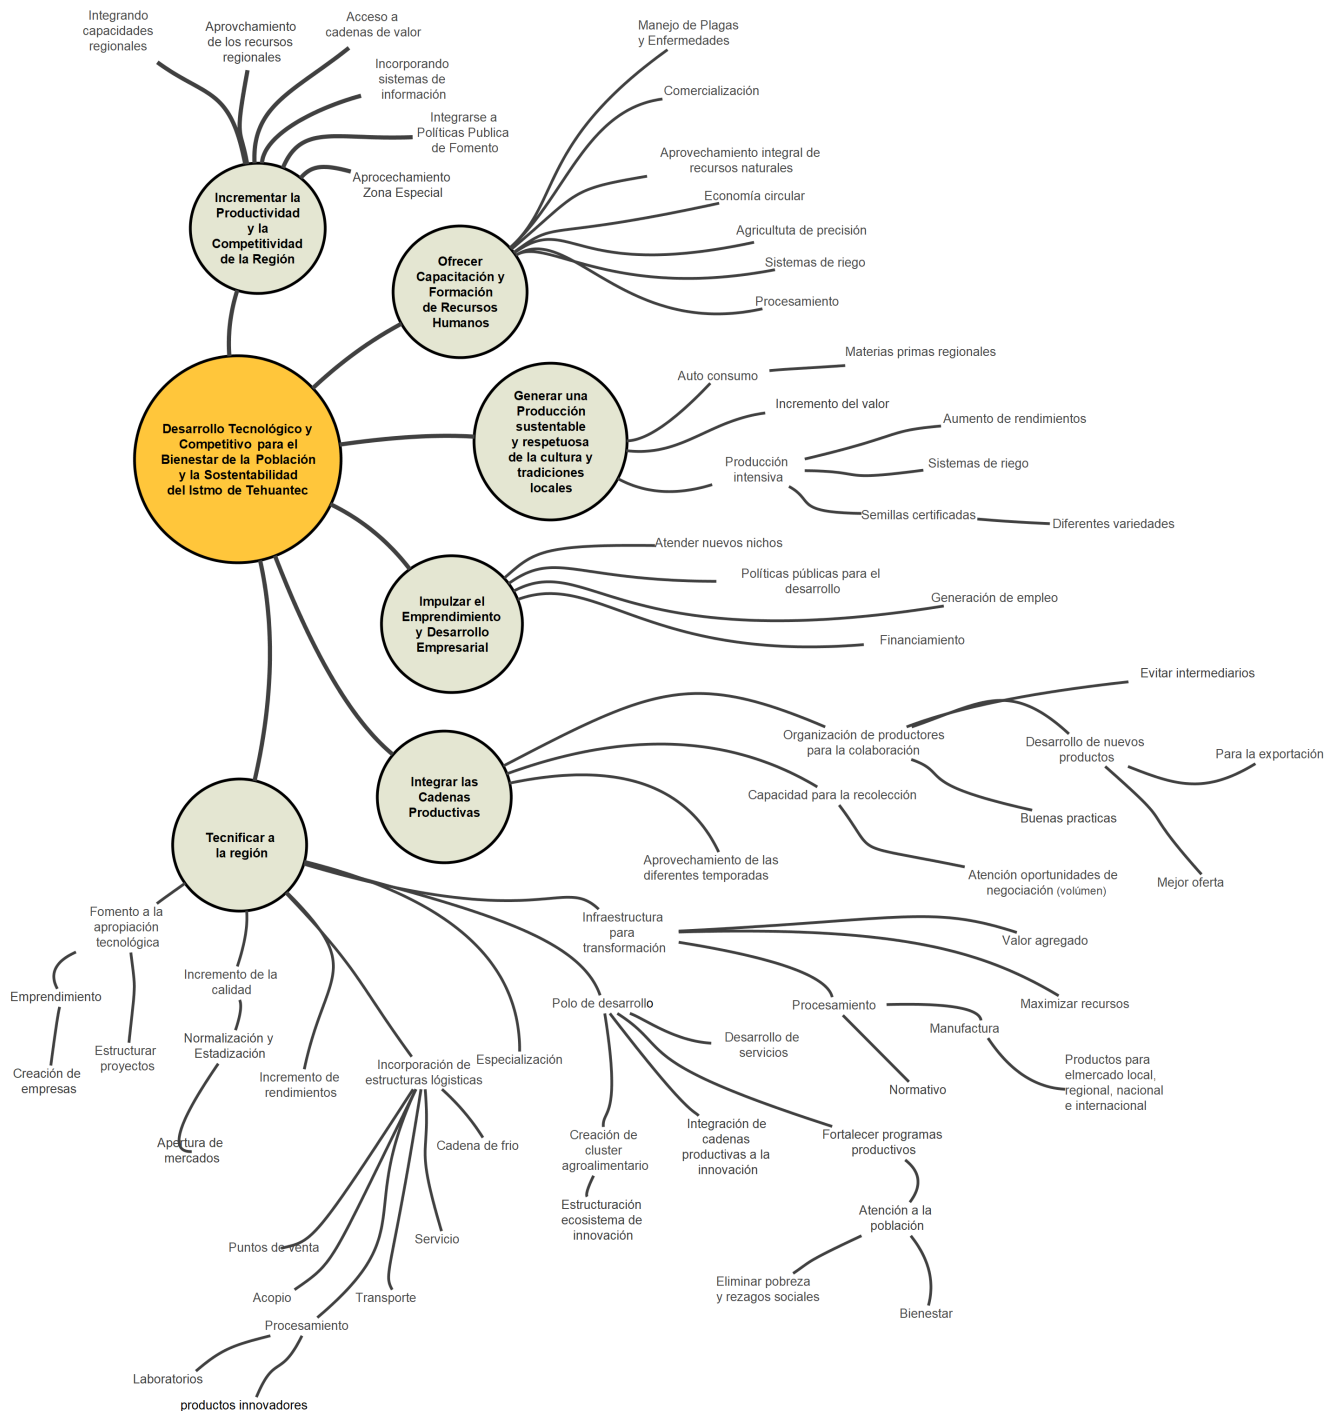 Integrando
capacidades
regionales
Aprovchamiento
de los recursos
regionales
Acceso a
cadenas de valor
Incorporando
sistemas de
información
Integrarse a
Políticas Publica
de Fomento
Aprocechamiento
Zona Especial
Incrementar la
Productividad
y la
Competitividad
de la Región
Manejo de Plagas
y Enfermedades
Comercialización
Aprovechamiento integral de
recursos naturales
Economía circular
Agricultuta de precisión
Sistemas de riego
Procesamiento
Ofrecer
Capacitación y
Formación
de Recursos
Humanos
Desarrollo Tecnológico y
Competitivo para el
Bienestar de la Población
y la Sostentabilidad
del Istmo de Tehuantec
Generar una
Producción
sustentable
y respetuosa
de la cultura y
tradiciones
locales
Auto consumo
Materias primas regionales
Incremento del valor
Producción
intensiva
Aumento de rendimientos
Sistemas de riego
Semillas certificadas
Diferentes variedades
Impulzar el
Emprendimiento
y Desarrollo
Empresarial
Atender nuevos nichos
Políticas públicas para el
desarrollo
Generación de empleo
Financiamiento
Integrar las
Cadenas
Productivas
Organización de productores
para la colaboración
Evitar intermediarios
Desarrollo de nuevos
productos
Para la exportación
Mejor oferta
Buenas practicas
Capacidad para la recolección
Atención oportunidades de
negociación (volúmen)
Aprovechamiento de las
diferentes temporadas
Tecnificar a
la región
Fomento a la
apropiación
tecnológica
Emprendimiento
Creación de
empresas
Estructurar
proyectos
Incremento de la
calidad
Normalización y
Estadización
Apertura de
mercados
Incremento de
rendimientos
Incorporación de
estructuras lógisticas
Puntos de venta
Acopio
Procesamiento
Laboratorios
productos innovadores
Transporte
Servicio
Cadena de frio
Especialización
Polo de desarrollo
Creación de
cluster
agroalimentario
Estructuración
ecosistema de
innovación
Integración de
cadenas
productivas a la
innovación
Desarrollo de
servicios
Fortalecer programas
productivos
Atención a la
población
Eliminar pobreza
y rezagos sociales
Bienestar
Infraestructura
para
transformación
Valor agregado
Maximizar recursos
Procesamiento
Normativo
Manufactura
Productos para
elmercado local,
regional, nacional
e internacional